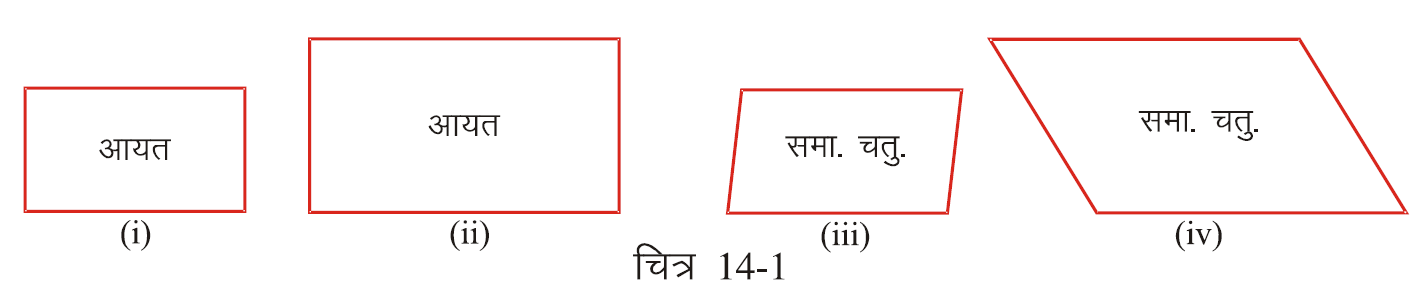 आयत
आयत
समा. चतु.
समा. चतु.
(i)
(ii)
(iii)
(iv)
चित्र 14-1